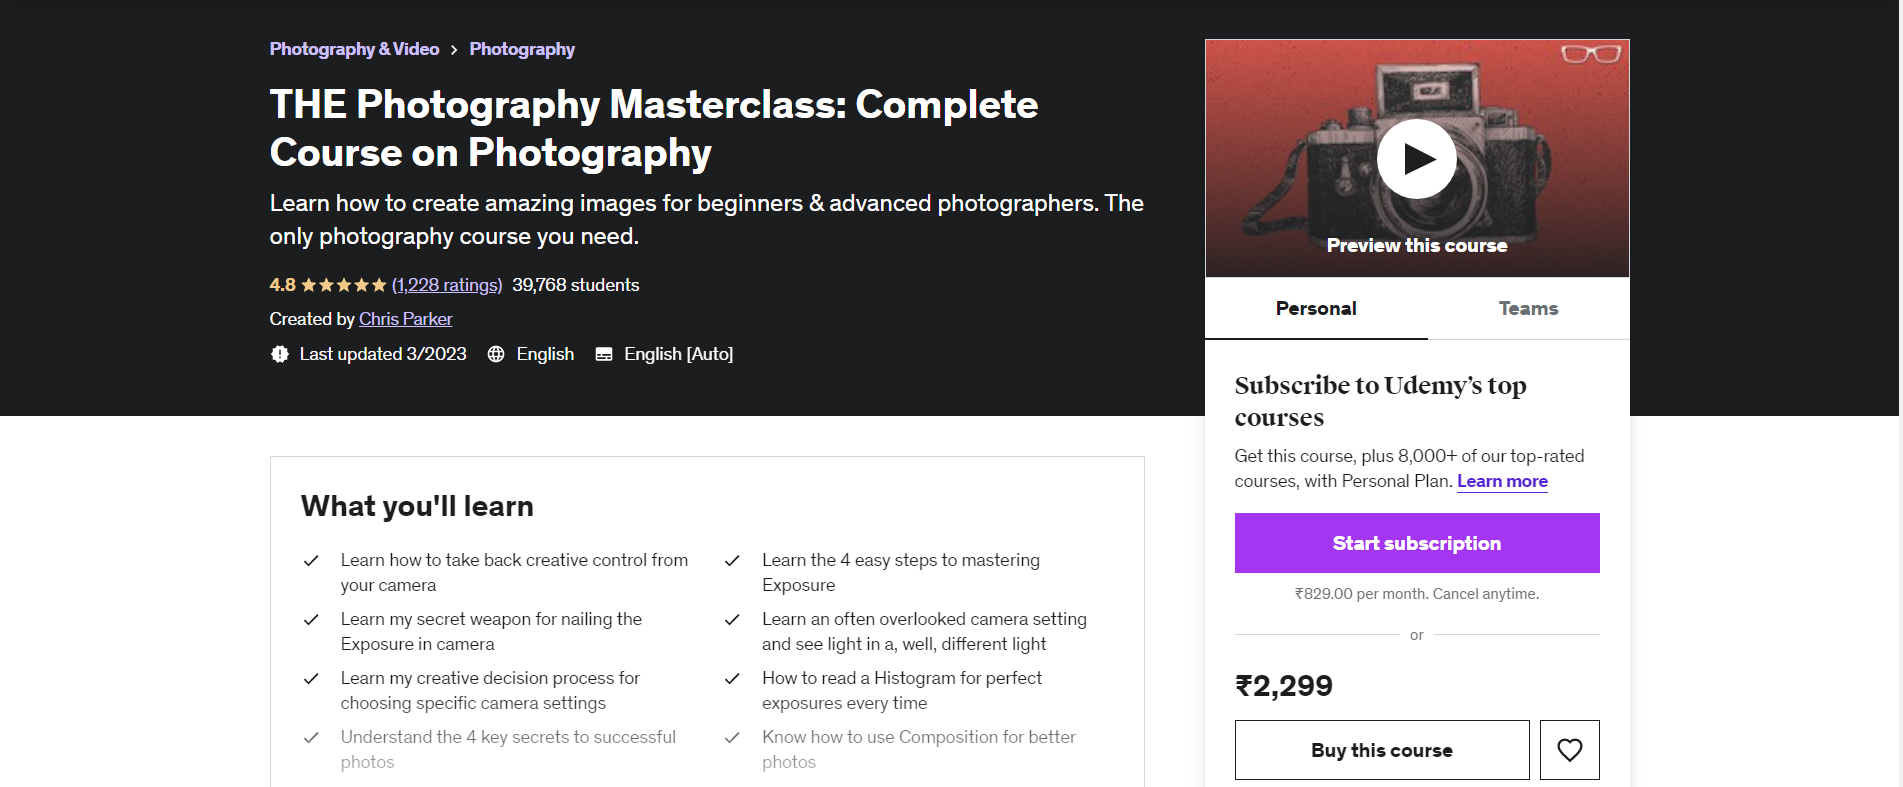 Photography & Video > Photography
THE Photography Masterclass: Complete
Course on Photography
Learn how to create amazing images for beginners & advanced photographers. The
only photography course you need.
4.8 (1,228 ratings) 39,768 students
Created by Chris Parker
Last updated 3/2023 English English [Auto]
What you'll learn
Learn how to take back creative control from
your camera
Learn my secret weapon for nailing the
Exposure in camera
Learn my creative decision process for
choosing specific camera settings
Understand the 4 key secrets to successful
photos
Learn the 4 easy steps to mastering
Exposure
Learn an often overlooked camera setting
and see light in a, well, different light
How to read a Histogram for perfect
exposures every time
Know how to use Composition for better
photos
Preview this course
Personal Teams
Subscribe to Udemy’s top
courses
Get this course, plus 8,000+ of our top-rated
courses, with Personal Plan. Learn more
Start subscription
₹829.00 per month. Cancel anytime.
or
₹2,299
Buy this course